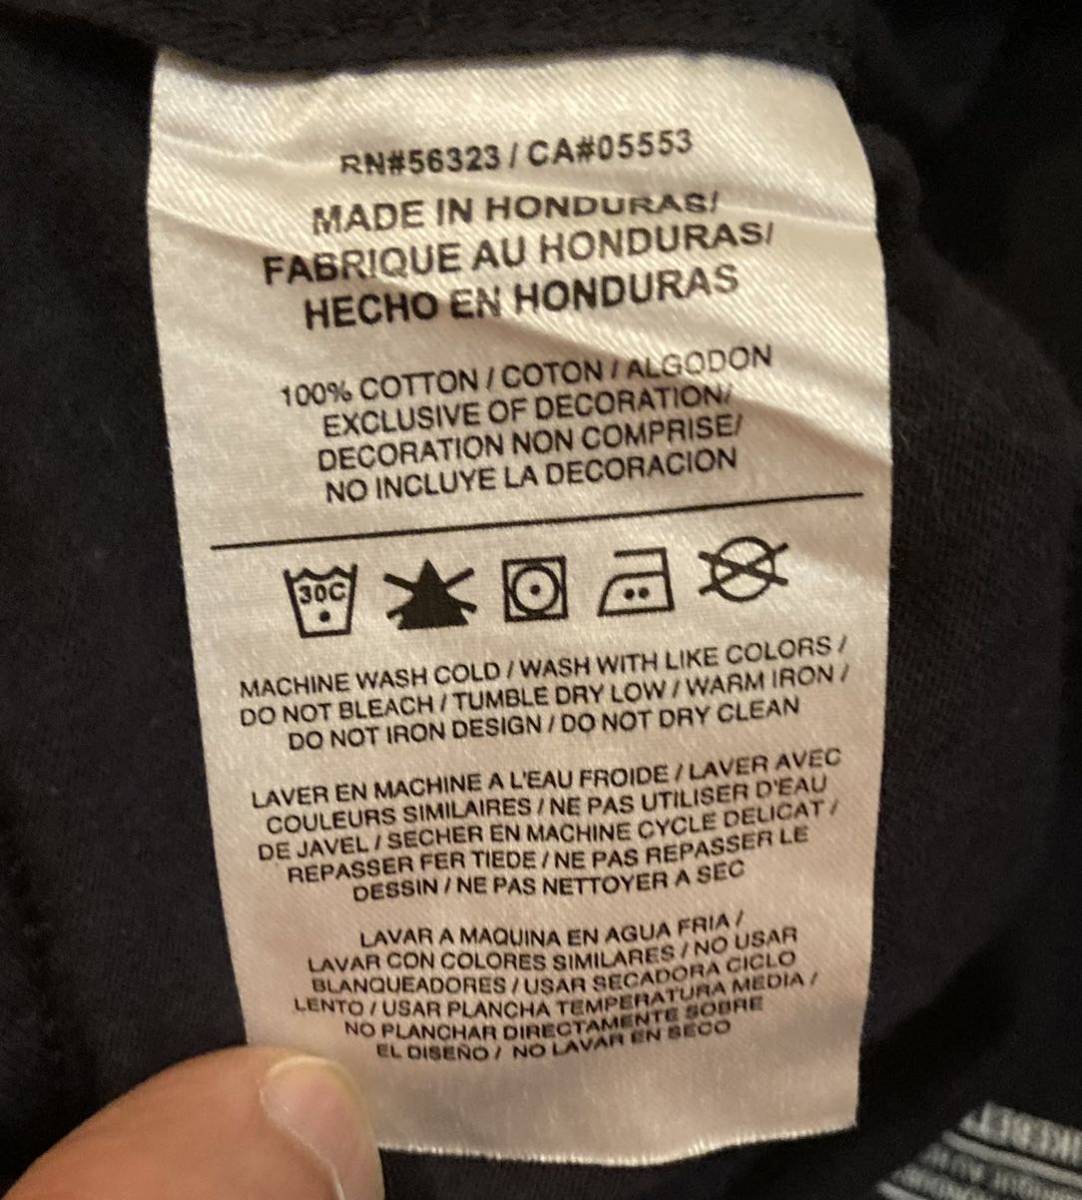 RN#56323 / CA#05553
MADE IN HONDURAS/
FABRIQUE AU HONDURAS/
HECHO EN HONDURAS
100% COTTON / COTON / ALGODON
EXCLUSIVE OF DECORATION/
DECORATION NON COMPRISE/
NO INCLUYE LA DECORACION
30C
MACHINE WASH COLD / WASH WITH LIKE COLORS /
DO NOT BLEACH / TUMBLE DRY LOW / WARM IRON /
DO NOT IRON DESIGN / DO NOT DRY CLEAN
LAVER EN MACHINE A L'EAU FROIDE / LAVER AVEC
COULEURS SIMILAIRES / NE PAS UTILISER D'EAU
DE JAVEL / SECHER EN MACHINE CYCLE DELICAT /
REPASSER FER TIEDE / NE PAS REPASSER LE
DESSIN / NE PAS NETTOYER A SEC
LAVAR A MAQUINA EN AGUA FRIA /
LAVAR CON COLORES SIMILARES / NO USAR
BLANQUEADORES / USAR SECADORA CICLO
LENTO / USAR PLANCHA TEMPERATURA MEDIA /
NO PLANCHAR DIRECTAMENTE SOBRE
EL DISEÑO / NO LAVAR EN SECO